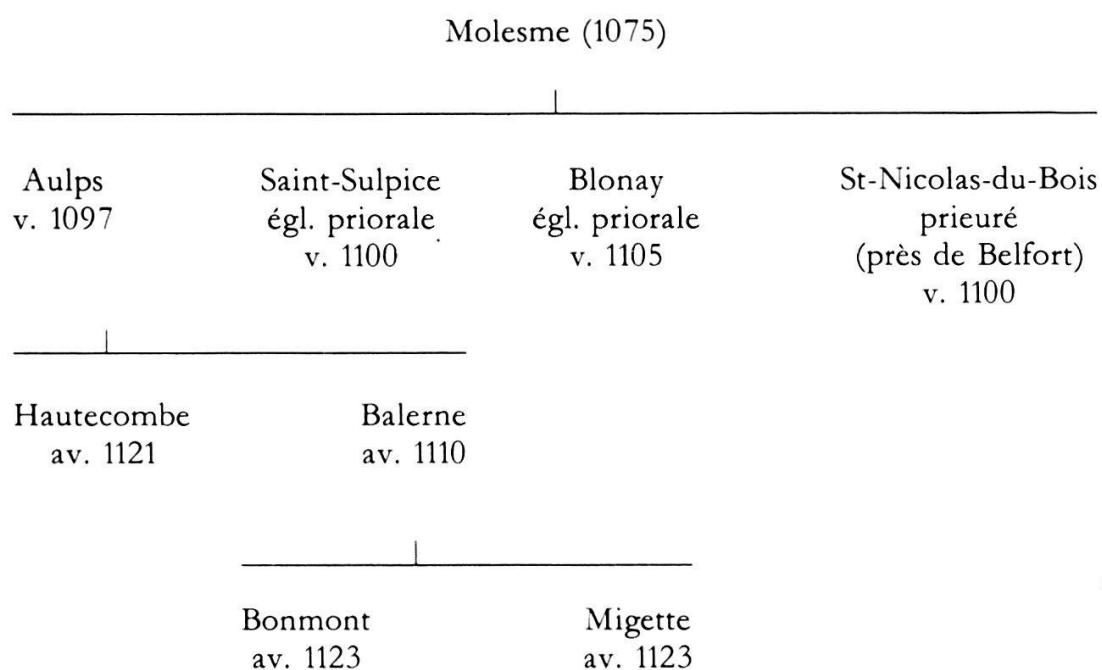 Molesme (1075)
Aulps
v. 1097
Saint-Sulpice
égl. priorale
v. 1100
Blonay
égl. priorale
v. 1105
St-Nicolas-du-Bois
prieuré
(près de Belfort)
v. 1100
Hautecombe
av. 1121
Balerne
av. 1110
Bonmont
av. 1123
Migette
av. 1123